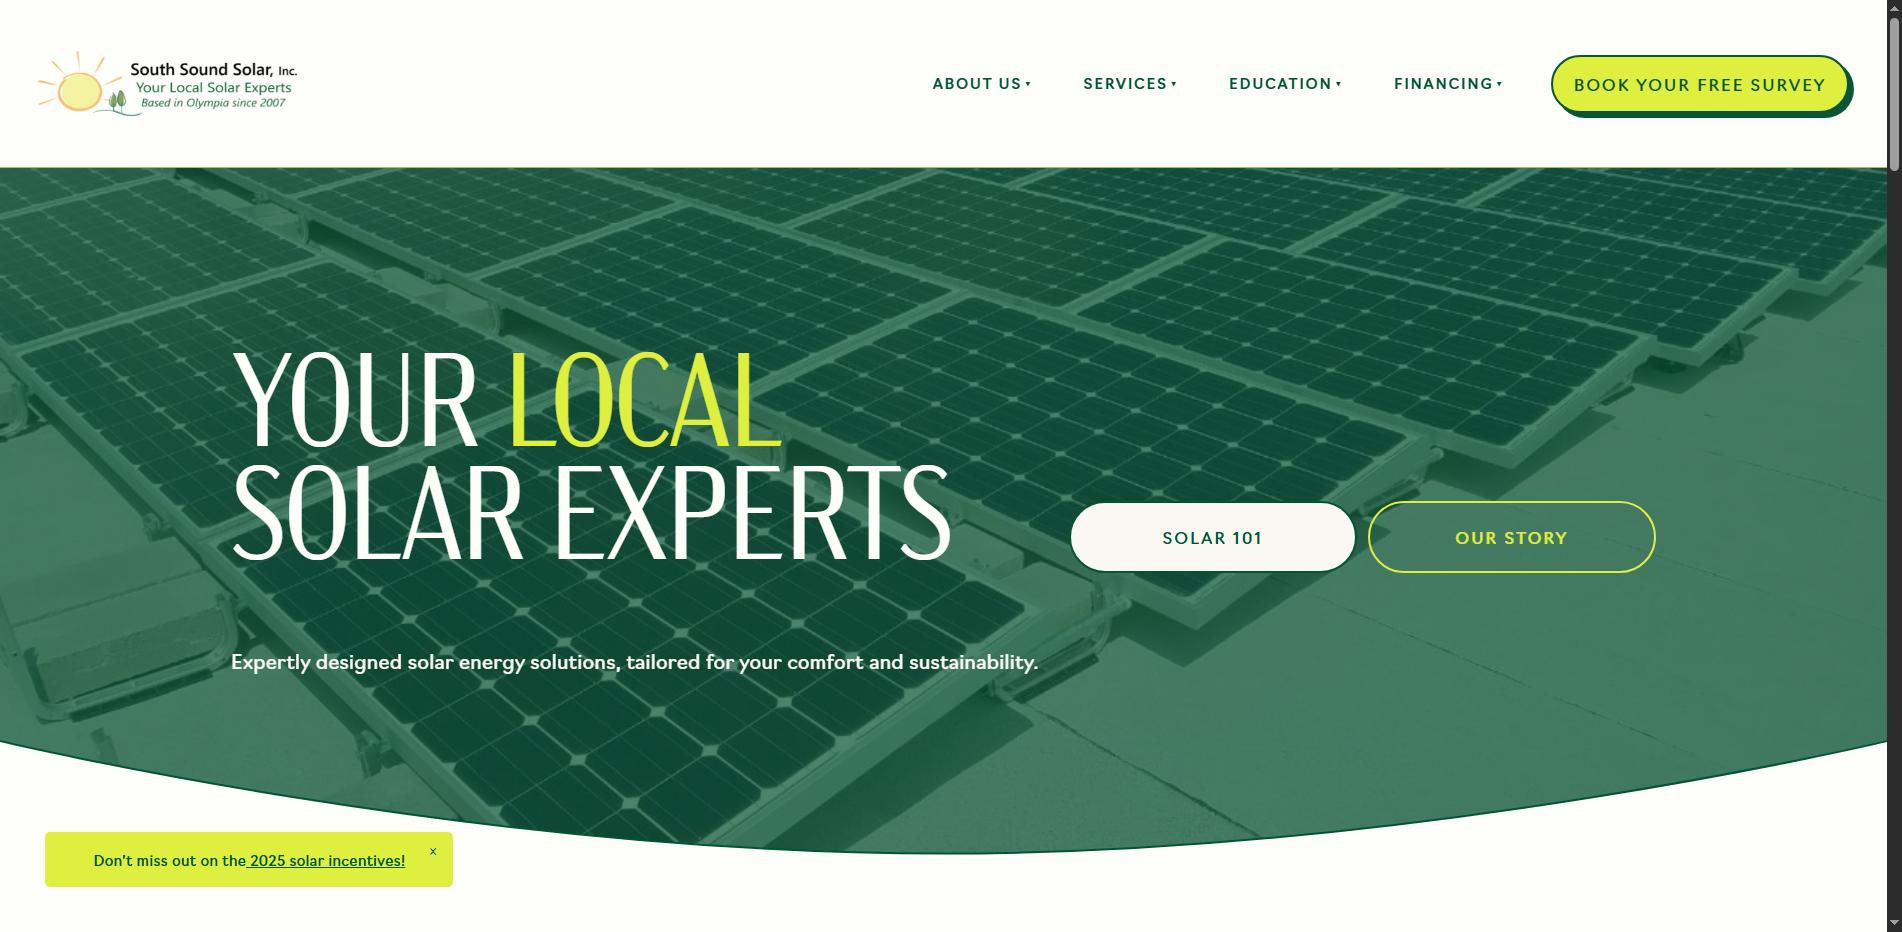 South Sound Solar, Inc.
Your Local Solar Experts
Based in Olympia since 2007
ABOUT US
SERVICES
EDUCATION
FINANCING
BOOK YOUR FREE SURVEY
YOUR LOCAL
SOLAR EXPERTS
SOLAR 101
OUR STORY
Expertly designed solar energy solutions, tailored for your comfort and sustainability.
Don't miss out on the 2025 solar incentives!
x